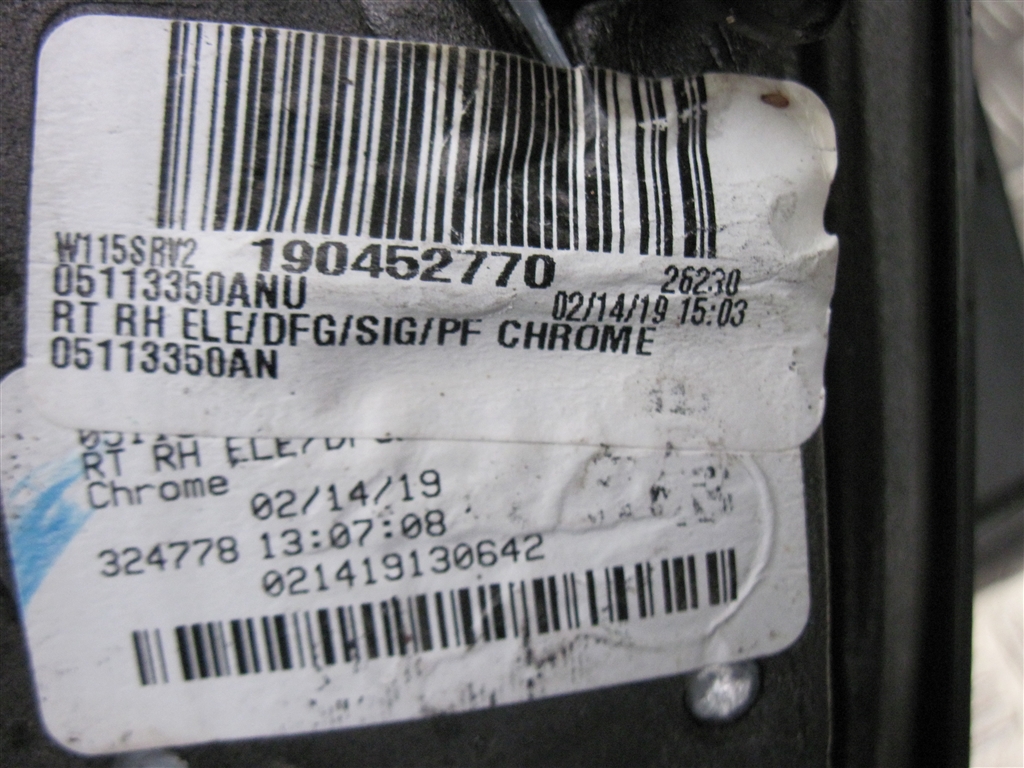 W115SRV2 190452770 26230
05113350ANU 02/14/19 15:03
RT RH ELE/DFG/SIG/PF CHROME
05113350AN
RT RH ELE/DFG
Chrome 02/14/19
324778 13:07:08
021419130642